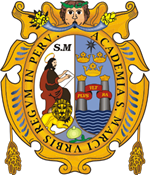 ACADEMIA S MARCI VRBIS REGVM IN PERV
S.M